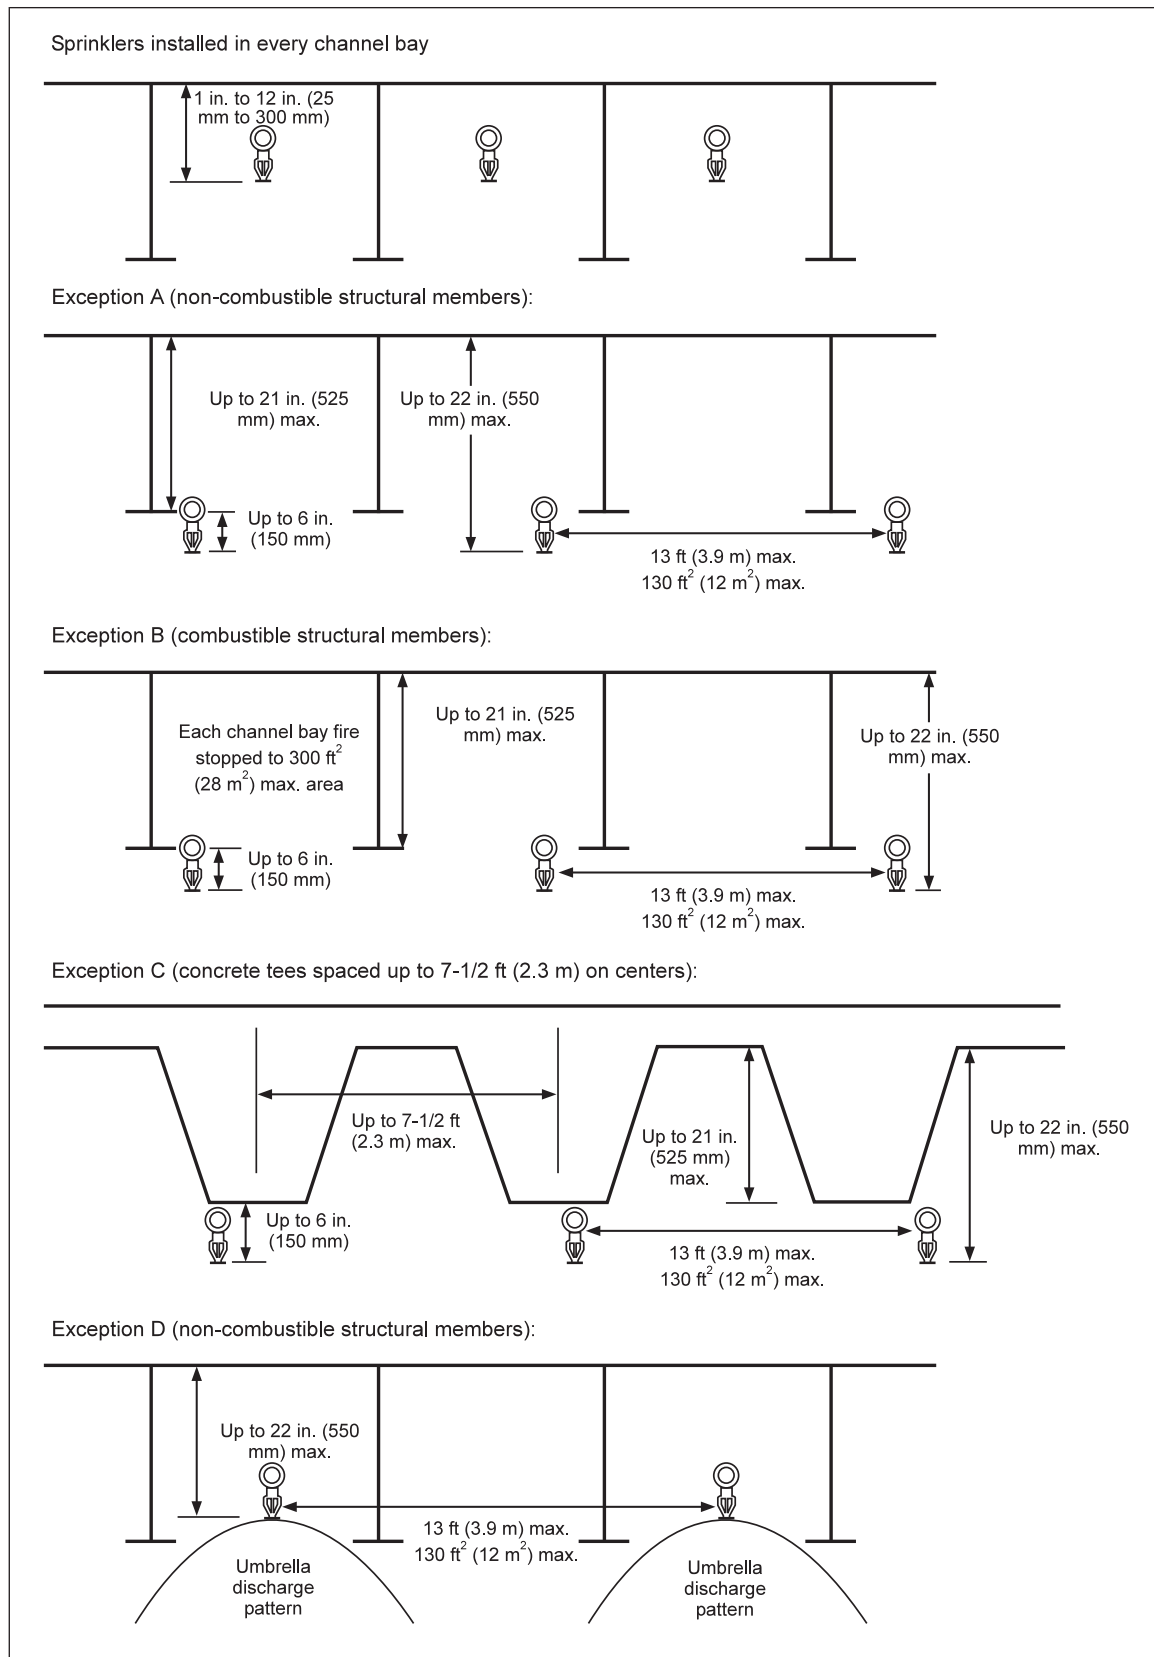 Sprinklers installed in every channel bay
1 in. to 12 in. (25
mm to 300 mm)
Exception A (non-combustible structural members):
Up to 21 in. (525
mm) max.
Up to 22 in. (550
mm) max.
Up to 6 in.
(150 mm)
13 ft (3.9 m) max.
130 ft² (12 m²) max.
Exception B (combustible structural members):
Each channel bay fire
stopped to 300 ft²
(28 m²) max. area
Up to 21 in. (525
mm) max.
Up to 22 in. (550
mm) max.
Up to 6 in.
(150 mm)
13 ft (3.9 m) max.
130 ft² (12 m²) max.
Exception C (concrete tees spaced up to 7-1/2 ft (2.3 m) on centers):
Up to 7-1/2 ft
(2.3 m) max.
Up to 21 in.
(525 mm)
max.
Up to 22 in. (550
mm) max.
Up to 6 in.
(150 mm)
13 ft (3.9 m) max.
130 ft² (12 m²) max.
Exception D (non-combustible structural members):
Up to 22 in. (550
mm) max.
13 ft (3.9 m) max.
130 ft² (12 m²) max.
Umbrella
discharge
pattern
Umbrella
discharge
pattern